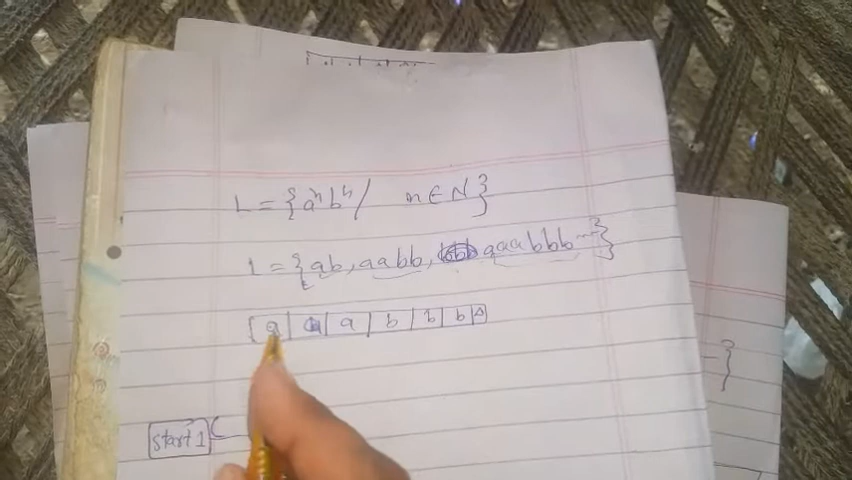 L = {aⁿbⁿ / n ∈ N}
L = {ab, aabb, aaabbb ---}
a | a | a | b | b | b | Δ
Start 1
}